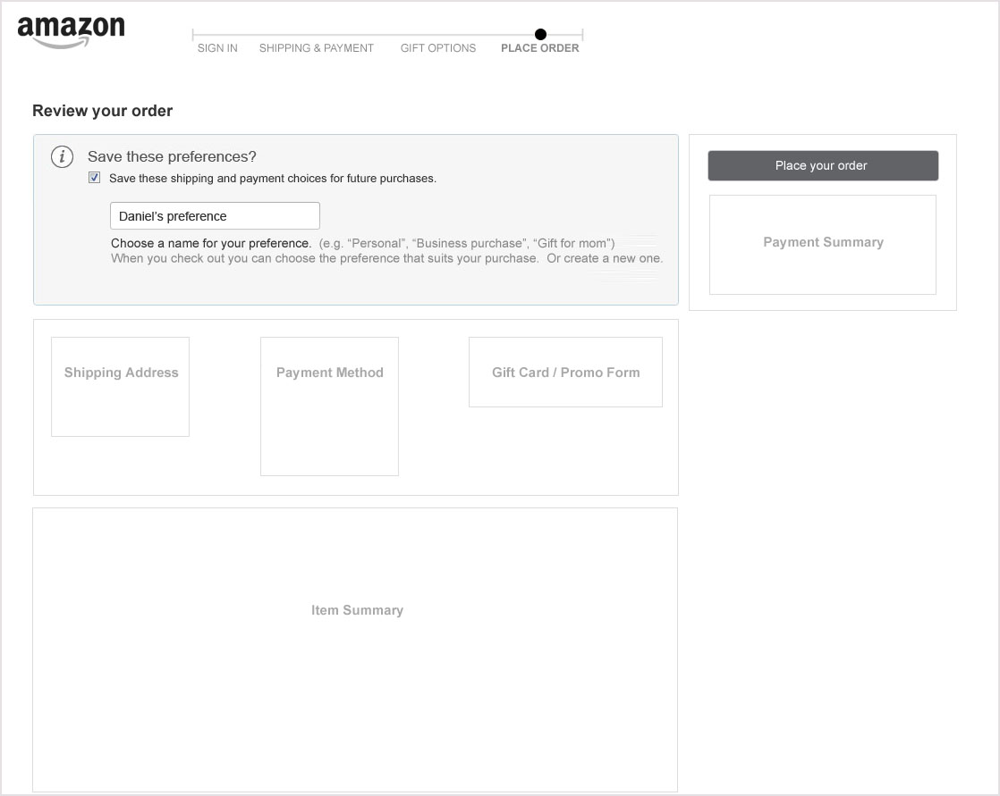 amazon
SIGN IN SHIPPING & PAYMENT GIFT OPTIONS PLACE ORDER
Review your order
i Save these preferences?
Save these shipping and payment choices for future purchases.
Daniel’s preference
Choose a name for your preference. (e.g. “Personal”, “Business purchase”, “Gift for mom”)
When you check out you can choose the preference that suits your purchase. Or create a new one.
Place your order
Payment Summary
Shipping Address
Payment Method
Gift Card / Promo Form
Item Summary